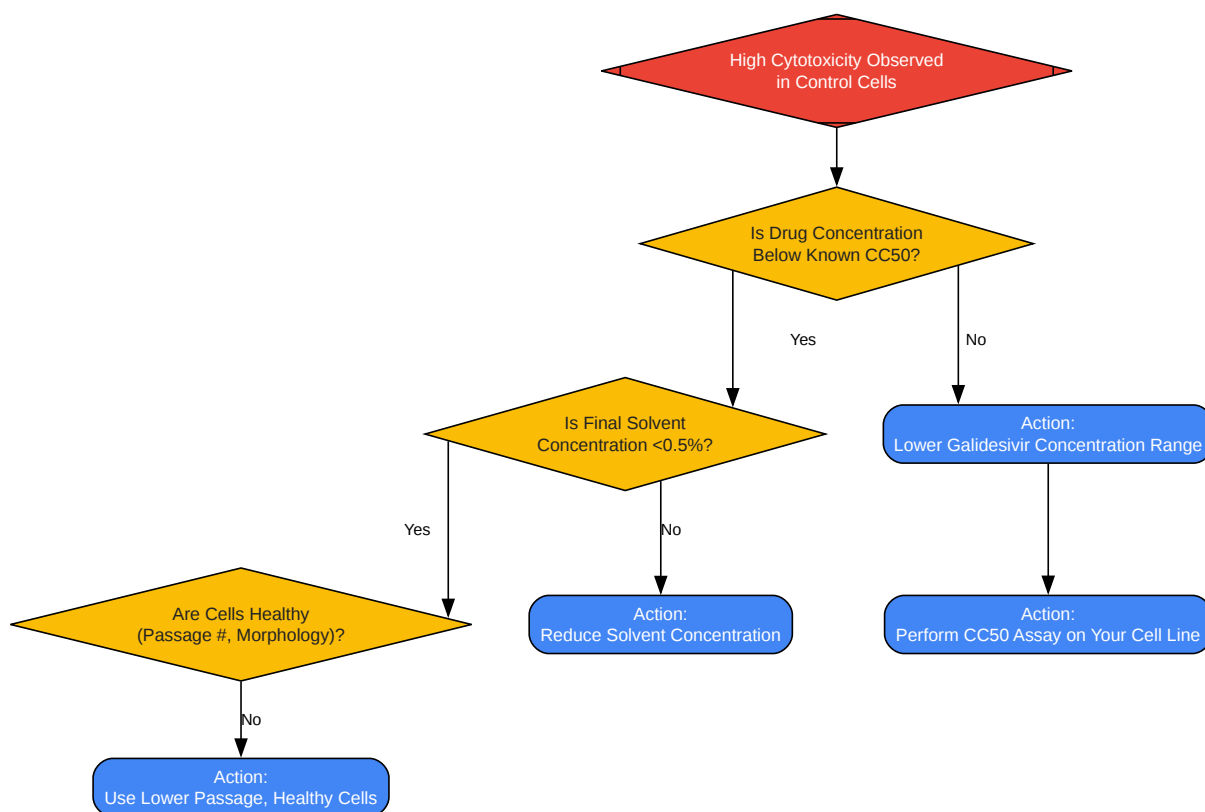 High Cytotoxicity Observed
in Control Cells
Is Drug Concentration
Below Known CC50?
Yes
No
Is Final Solvent
Concentration <0.5%?
Action:
Lower Galidesivir Concentration Range
Yes
No
Are Cells Healthy
(Passage #, Morphology)?
Action:
Reduce Solvent Concentration
Action:
Perform CC50 Assay on Your Cell Line
No
Action:
Use Lower Passage, Healthy Cells